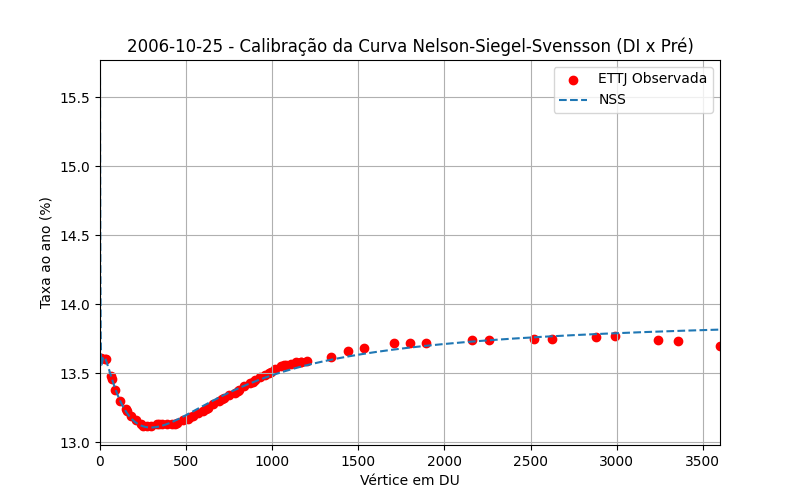 2006-10-25 - Calibração da Curva Nelson-Siegel-Svensson (DI x Pré)
ETTJ Observada
NSS
Taxa ao ano (%)
15.5
15.0
14.5
14.0
13.5
13.0
0 500 1000 1500 2000 2500 3000 3500
Vértice em DU